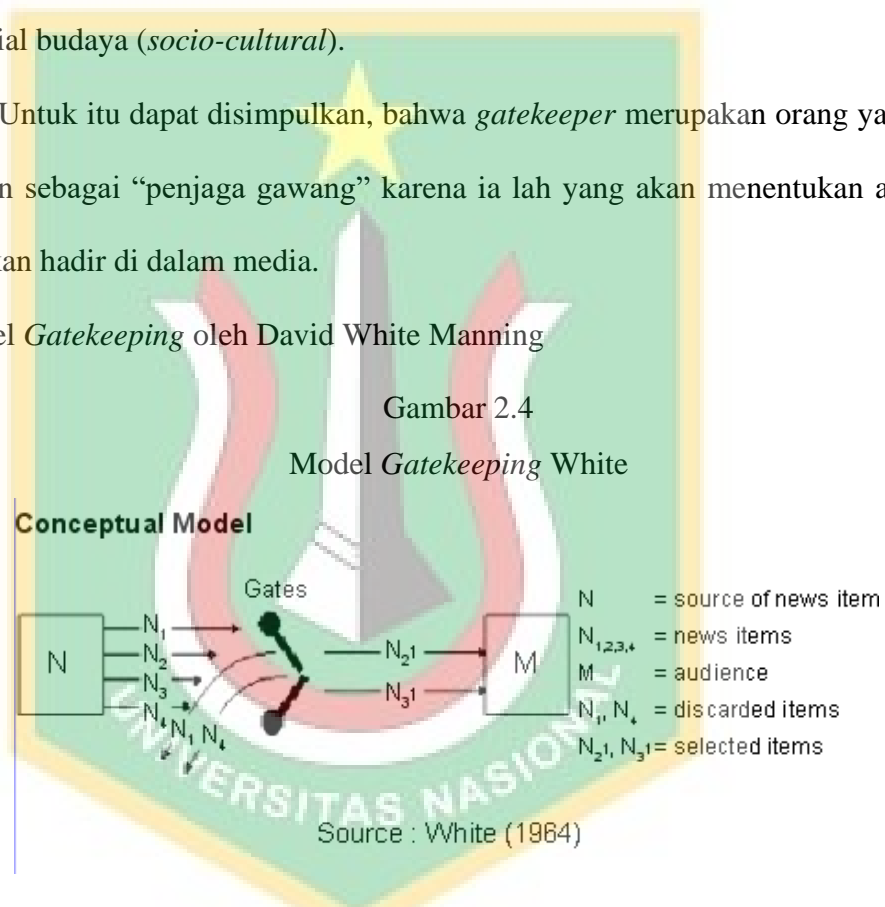 ial budaya (socio-cultural).
Untuk itu dapat disimpulkan, bahwa gatekeeper merupakan orang ya
n sebagai “penjaga gawang” karena ia lah yang akan menentukan a
kan hadir di dalam media.
el Gatekeeping oleh David White Manning
Gambar 2.4
Model Gatekeeping White
Conceptual Model
Gates
N
N1
N2
N3
N4
N1 N4
N2¹
N3¹
M
N = source of news item
N1,2,3,4 = news items
M = audience
N1, N4 = discarded items
N2¹, N3¹ = selected items
UNIVERSITAS NASIONAL
Source : White (1964)